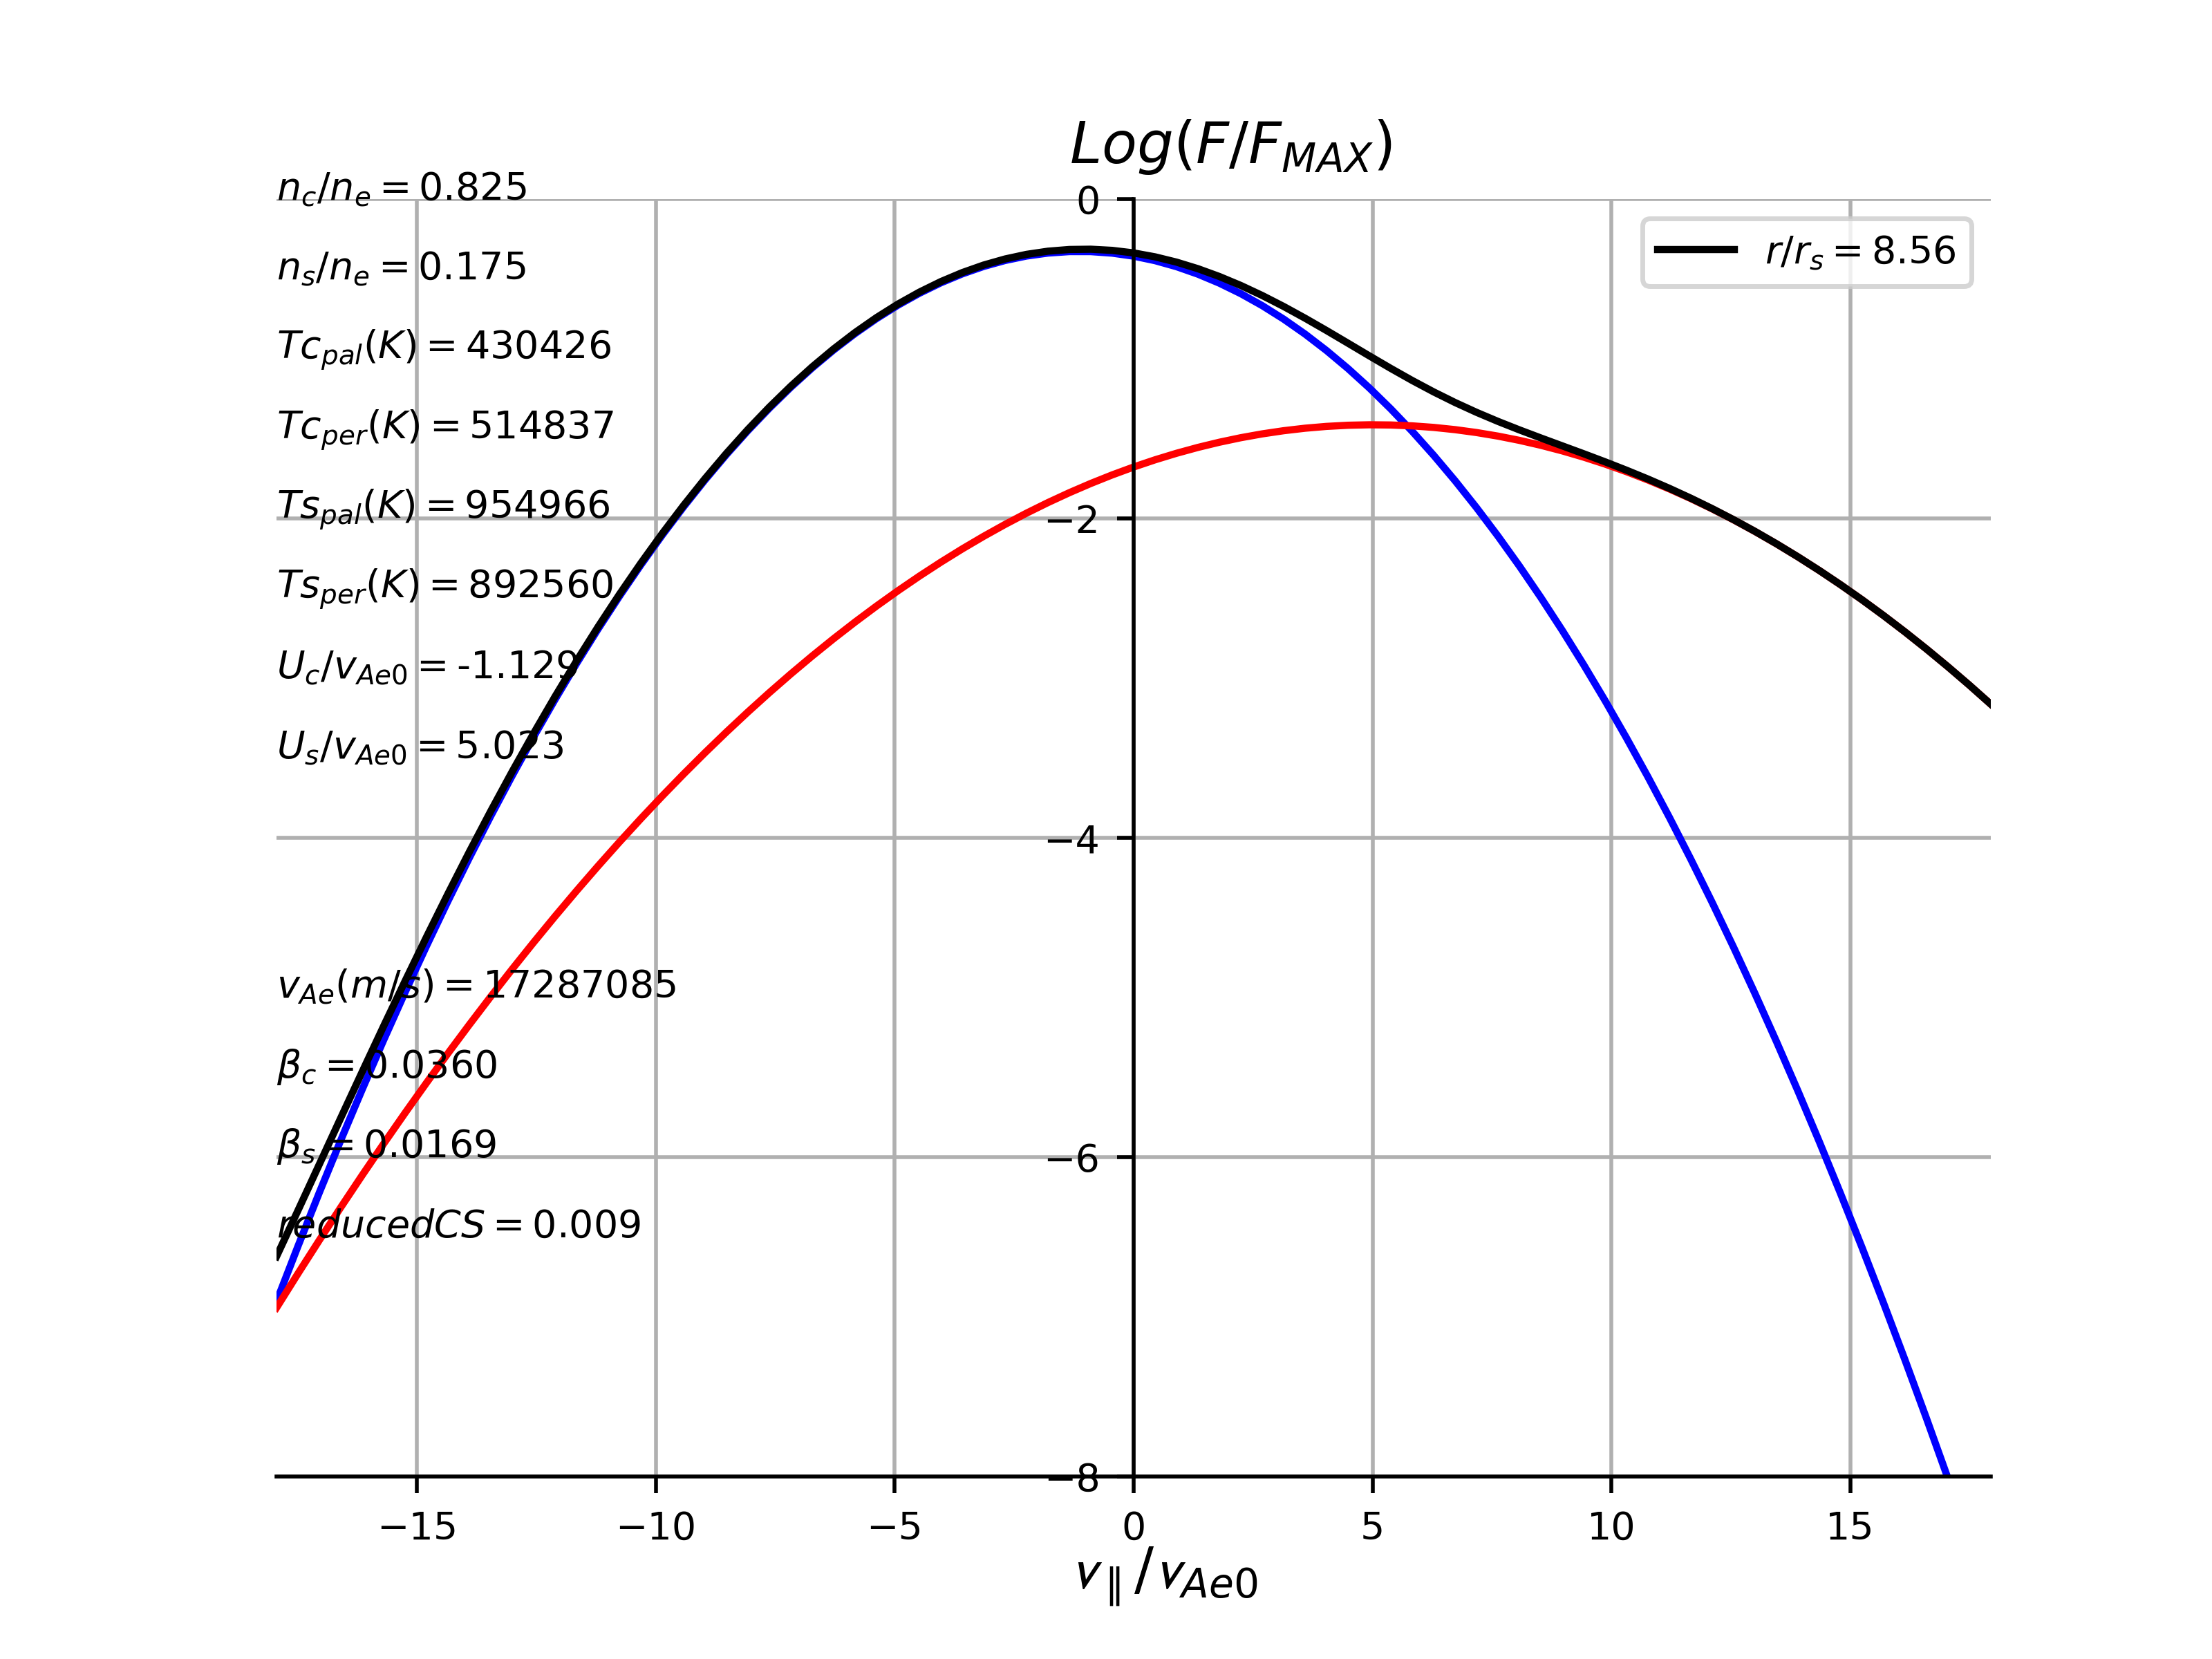 Log(F/F_MAX)
n_c/n_e = 0.825
0
r/r_s = 8.56
n_s/n_e = 0.175
Tc_pal(K) = 430426
Tc_per(K) = 514837
Ts_pal(K) = 954966
−2
Ts_per(K) = 892560
U_c/v_Ae0 = -1.129
U_s/v_Ae0 = 5.023
−4
v_Ae(m/s) = 17287085
β_c = 0.0360
β_s = 0.0169
−6
reducedCS = 0.009
−8
−15 −10 −5 0 5 10 15
v_∥/v_Ae0